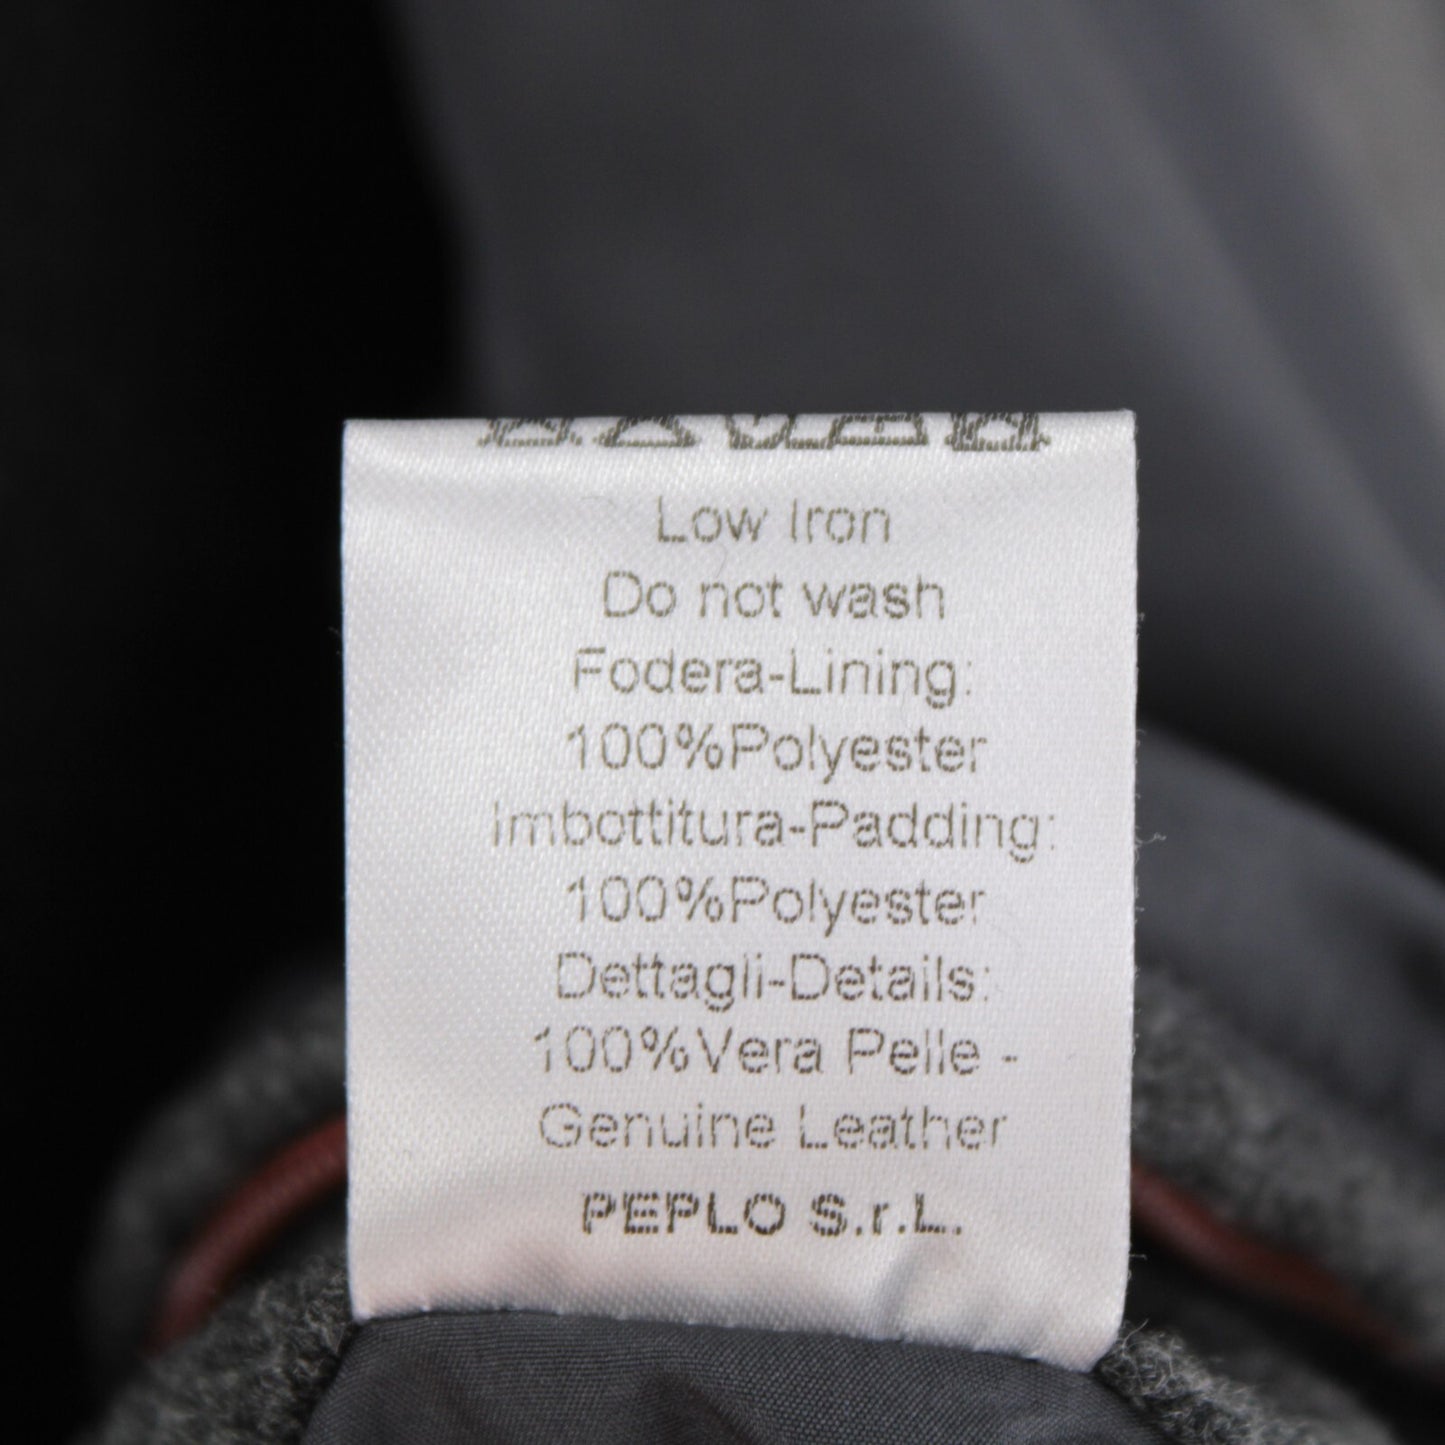 Low Iron
Do not wash
Fodera-Lining:
100%Polyester
Imbottitura-Padding:
100%Polyester
Dettagli-Details:
100%Vera Pelle -
Genuine Leather
PEPLO S.r.L.